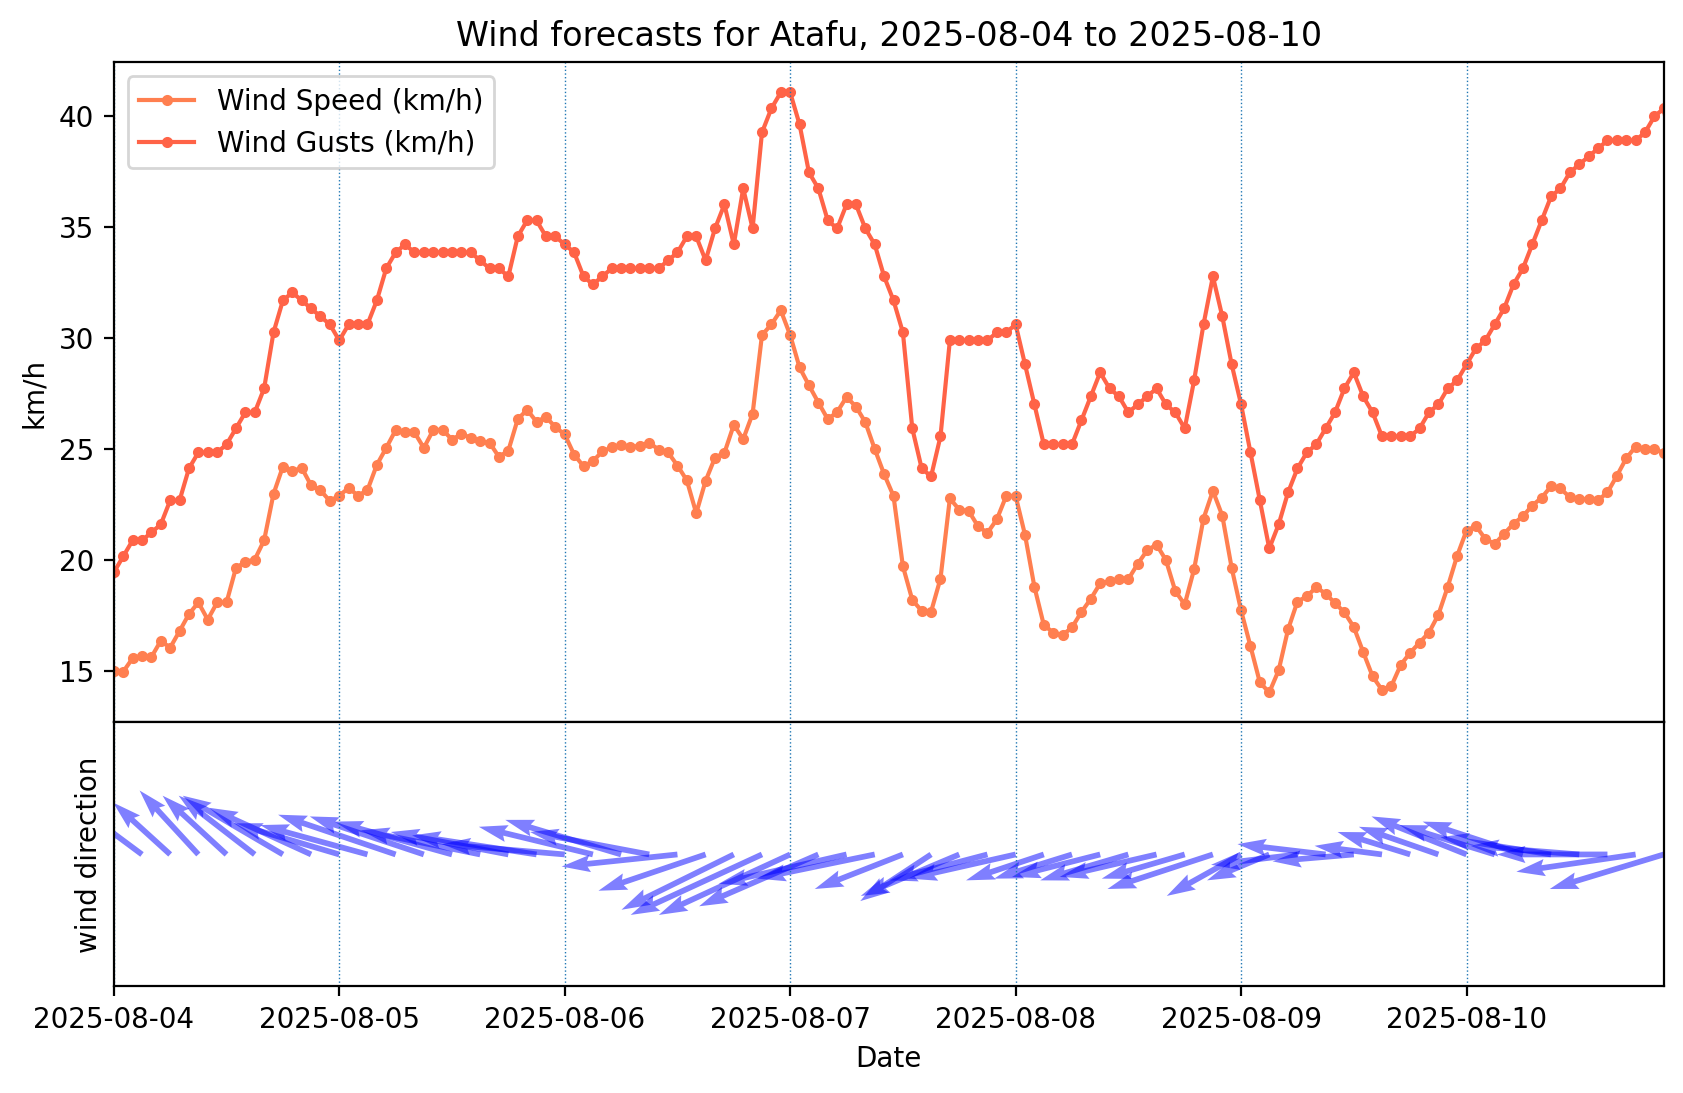 Wind forecasts for Atafu, 2025-08-04 to 2025-08-10
Wind Speed (km/h)
Wind Gusts (km/h)
km/h
40
35
30
25
20
15
wind direction
2025-08-04 2025-08-05 2025-08-06 2025-08-07 2025-08-08 2025-08-09 2025-08-10
Date